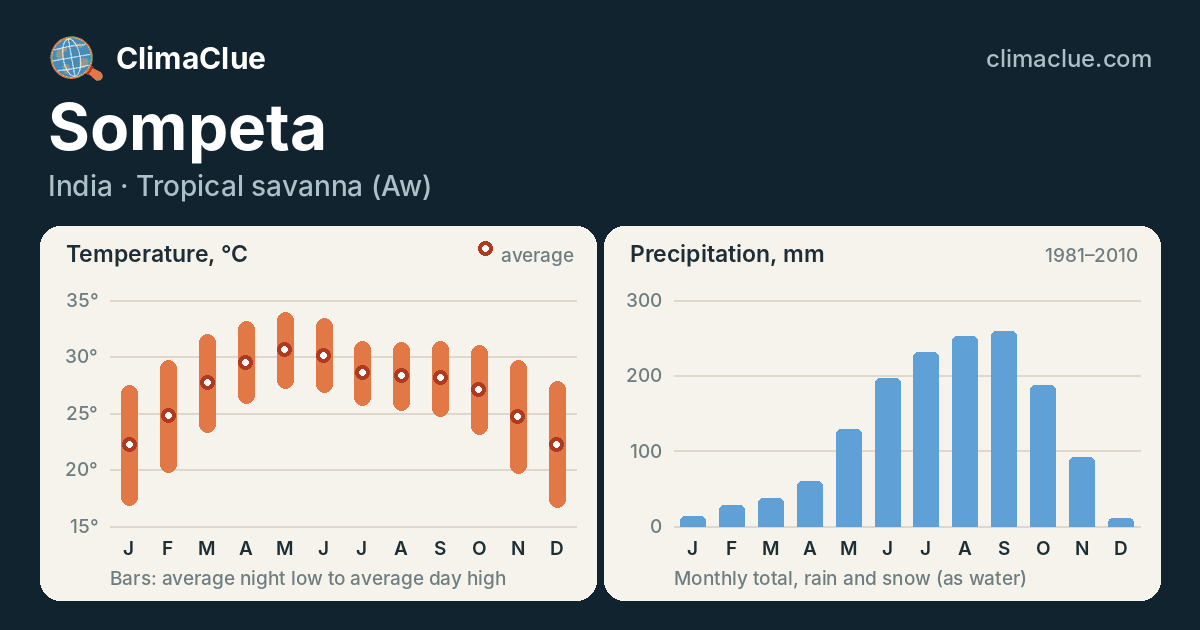 ClimaClue
climaclue.com
Sompeta
India · Tropical savanna (Aw)
Temperature, °C
average
35°
30°
25°
20°
15°
J F M A M J J A S O N D
Bars: average night low to average day high
Precipitation, mm
1981–2010
300
200
100
0
J F M A M J J A S O N D
Monthly total, rain and snow (as water)